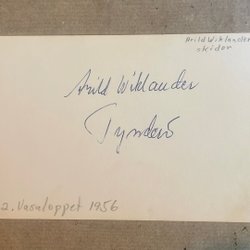 Arild Wiklander
skidor
Arild Wiklander
Tynderö
2. Vasaloppet 1956